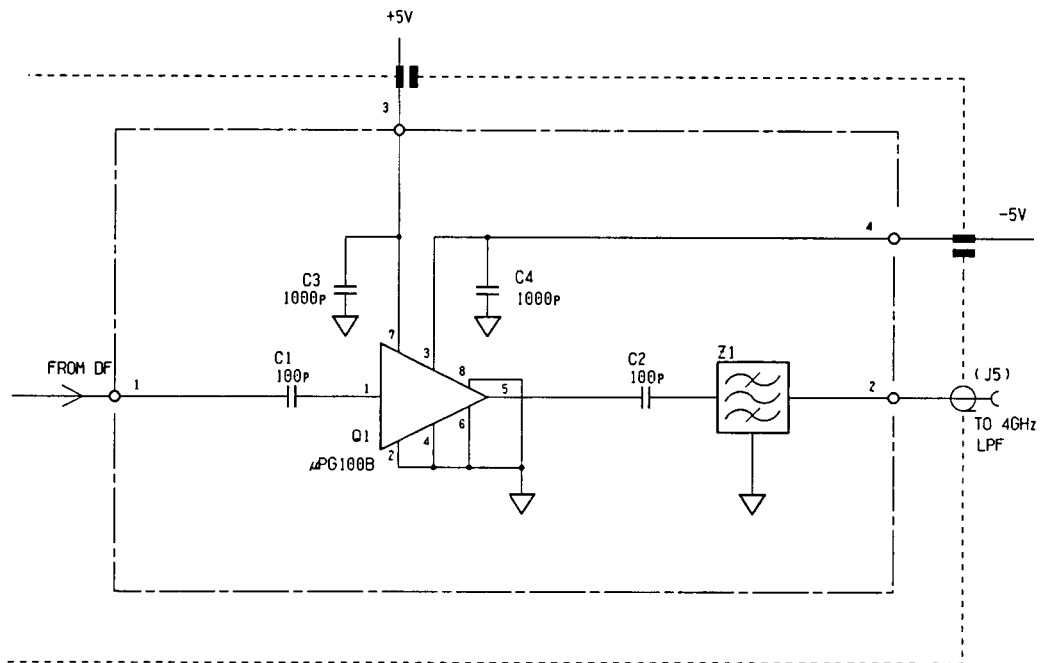 +5V
3
4
-5V
C3
1000p
C4
1000p
7
3
FROM DF
1
C1
100p
1
8
5
C2
100p
Z1
2
(J5)
Q1
4
6
2
μPG100B
TO 4GHz
LPF